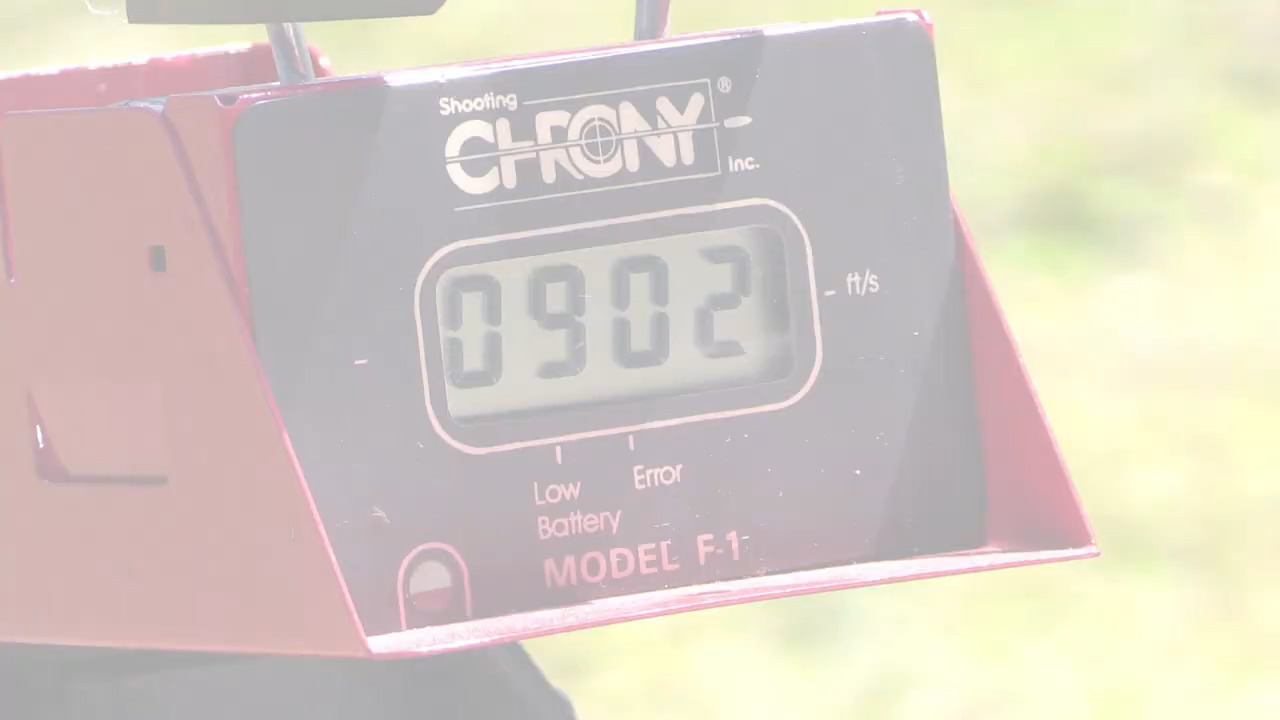 Shooting
CHRONY®
Inc.
0902
ft/s
Low
Battery
Error
MODEL F-1